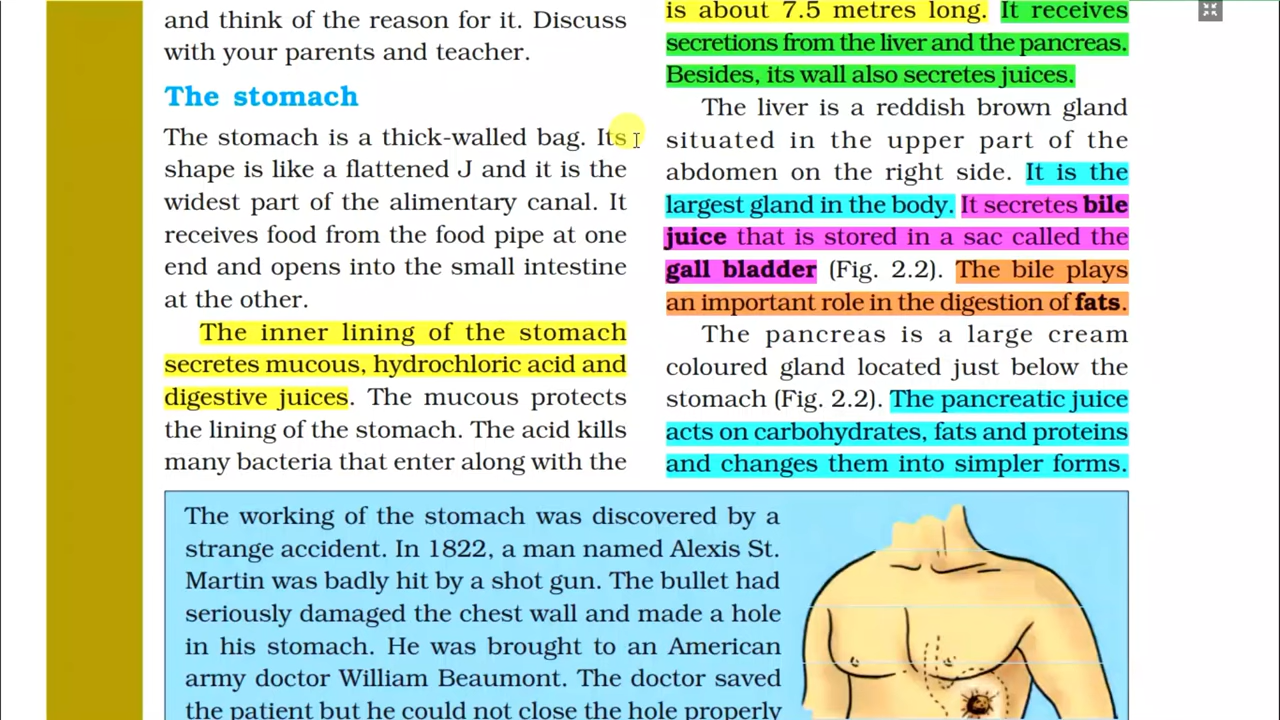 and think of the reason for it. Discuss
with your parents and teacher.
The stomach
The stomach is a thick-walled bag. Its
shape is like a flattened J and it is the
widest part of the alimentary canal. It
receives food from the food pipe at one
end and opens into the small intestine
at the other.
The inner lining of the stomach
secretes mucous, hydrochloric acid and
digestive juices. The mucous protects
the lining of the stomach. The acid kills
many bacteria that enter along with the
is about 7.5 metres long. It receives
secretions from the liver and the pancreas.
Besides, its wall also secretes juices.
The liver is a reddish brown gland
situated in the upper part of the
abdomen on the right side. It is the
largest gland in the body. It secretes bile
juice that is stored in a sac called the
gall bladder (Fig. 2.2). The bile plays
an important role in the digestion of fats.
The pancreas is a large cream
coloured gland located just below the
stomach (Fig. 2.2). The pancreatic juice
acts on carbohydrates, fats and proteins
and changes them into simpler forms.
The working of the stomach was discovered by a
strange accident. In 1822, a man named Alexis St.
Martin was badly hit by a shot gun. The bullet had
seriously damaged the chest wall and made a hole
in his stomach. He was brought to an American
army doctor William Beaumont. The doctor saved
the patient but he could not close the hole properly